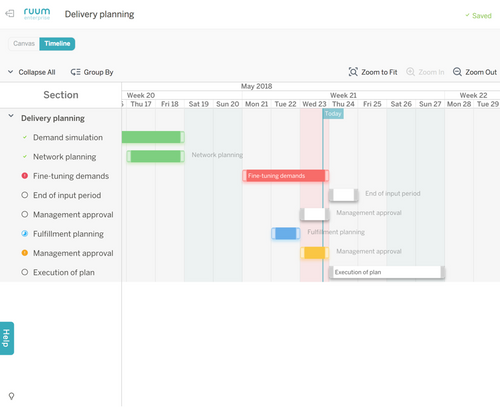 ruum
enterprise
Delivery planning
Saved
Canvas
Timeline
Collapse All
Group By
Zoom to Fit
Zoom In
Zoom Out
May 2018
Section
Week 20
Week 21
Week 22
Thu 17
Fri 18
Sat 19
Sun 20
Mon 21
Tue 22
Wed 23
Thu 24
Fri 25
Sat 26
Sun 27
Mon 28
Tue 29
Today
Delivery planning
Demand simulation
Network planning
Network planning
Fine-tuning demands
Fine-tuning demands
End of input period
End of input period
Management approval
Management approval
Fulfillment planning
Fulfillment planning
Management approval
Management approval
Execution of plan
Execution of plan
Help